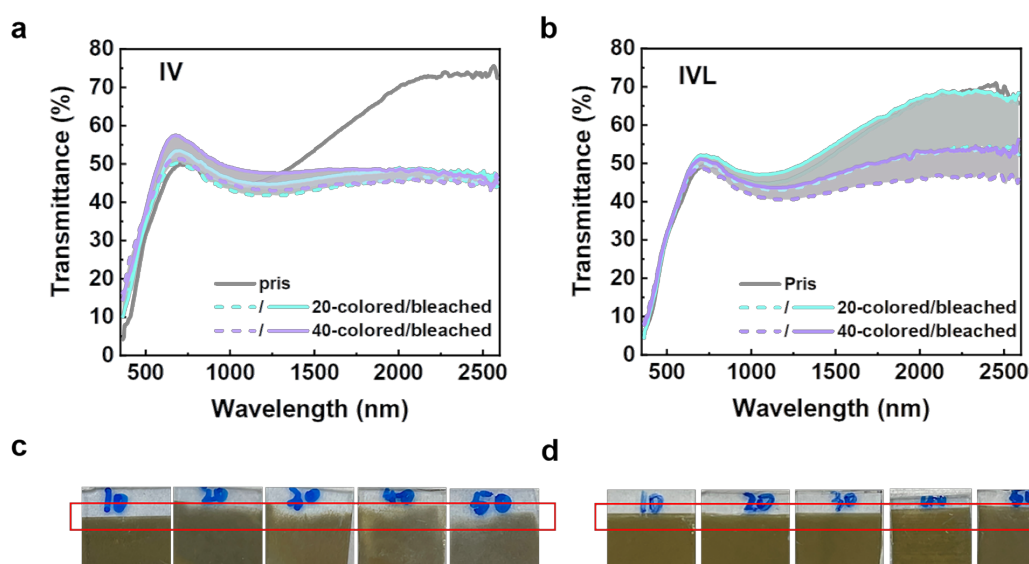 a
80
70
60
50
40
30
20
10
0
Transmittance (%)
IV
pris
/ 20-colored/bleached
/ 40-colored/bleached
500 1000 1500 2000 2500
Wavelength (nm)
b
80
70
60
50
40
30
20
10
0
Transmittance (%)
IVL
Pris
/ 20-colored/bleached
/ 40-colored/bleached
500 1000 1500 2000 2500
Wavelength (nm)
c
10 20 30 40 50
d
10 20 30